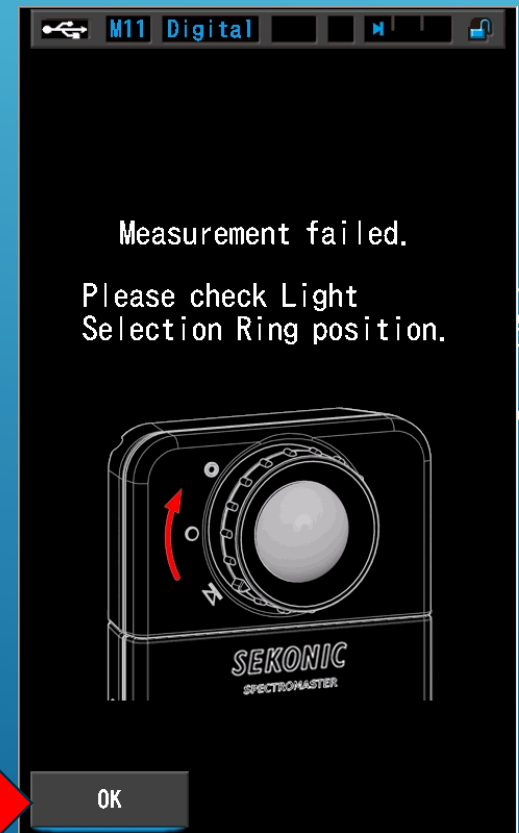 M11 Digital
Measurement failed.
Please check Light
Selection Ring position.
SEKONIC
SPECTROMASTER
OK